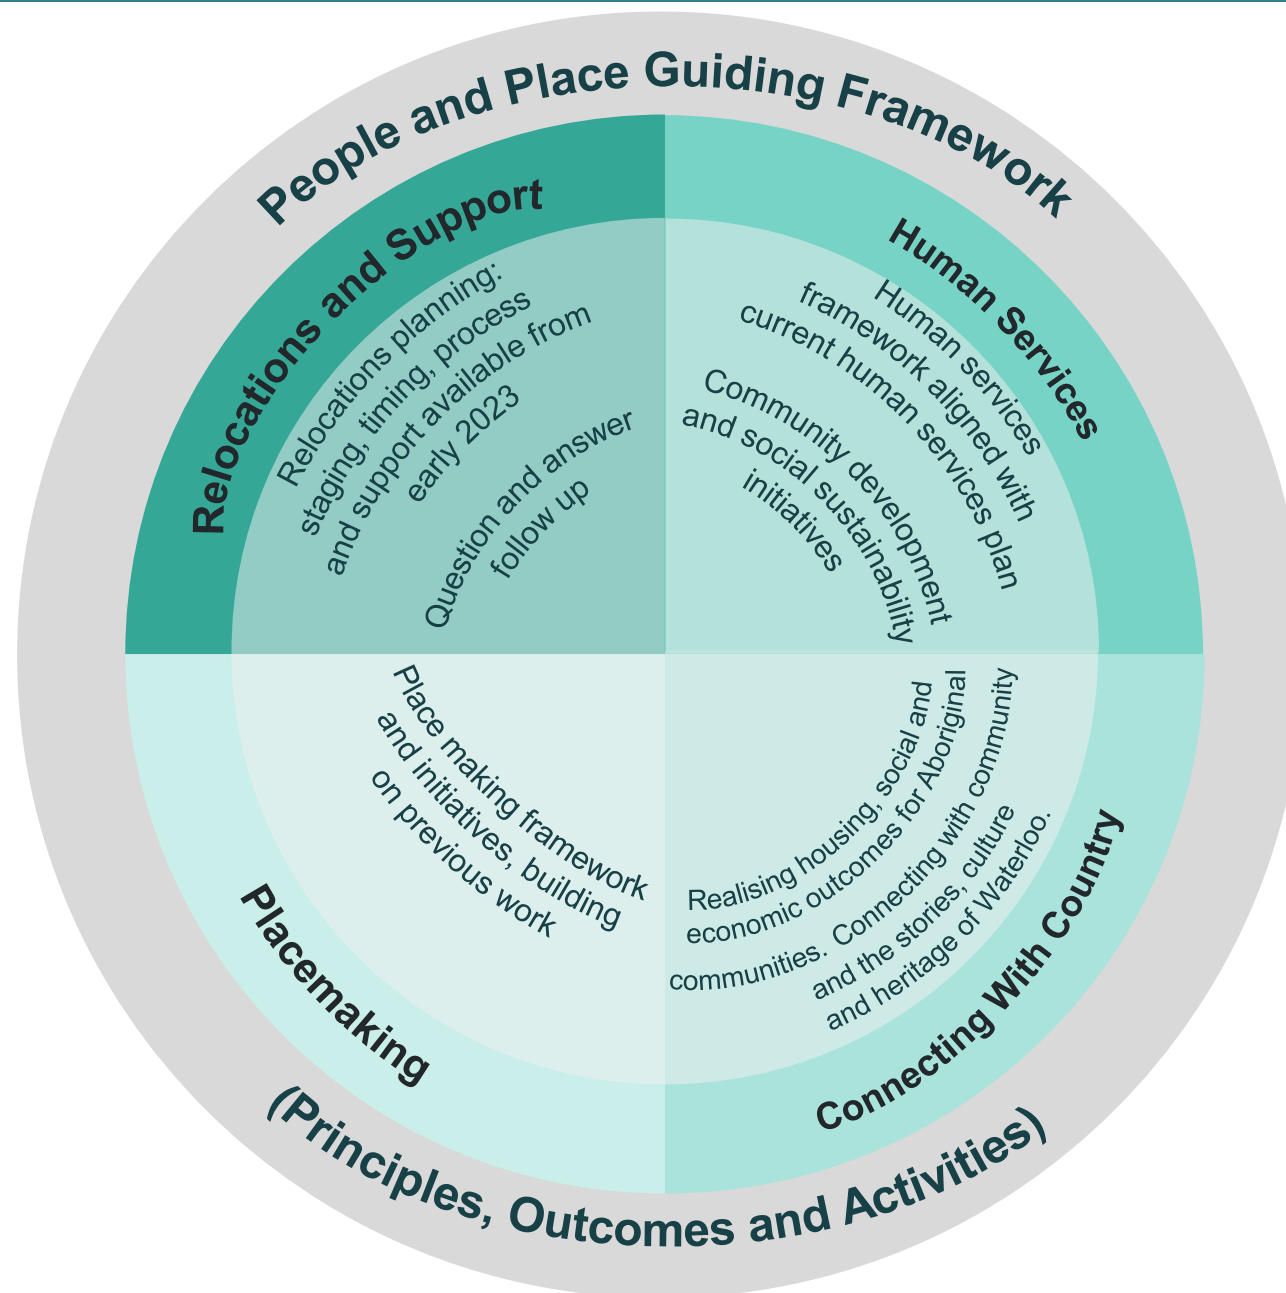 People and Place Guiding Framework
Relocations and Support
Relocations planning:
staging, timing, process
and support available from
early 2023
Question and answer
follow up
Human Services
Human services
framework aligned with
current human services plan
Community development
and social sustainability
initiatives
Placemaking
Place making framework
and initiatives, building
on previous work
Connecting With Country
Realising housing, social and
economic outcomes for Aboriginal
communities. Connecting with community
and the stories, culture
and heritage of Waterloo.
(Principles, Outcomes and Activities)